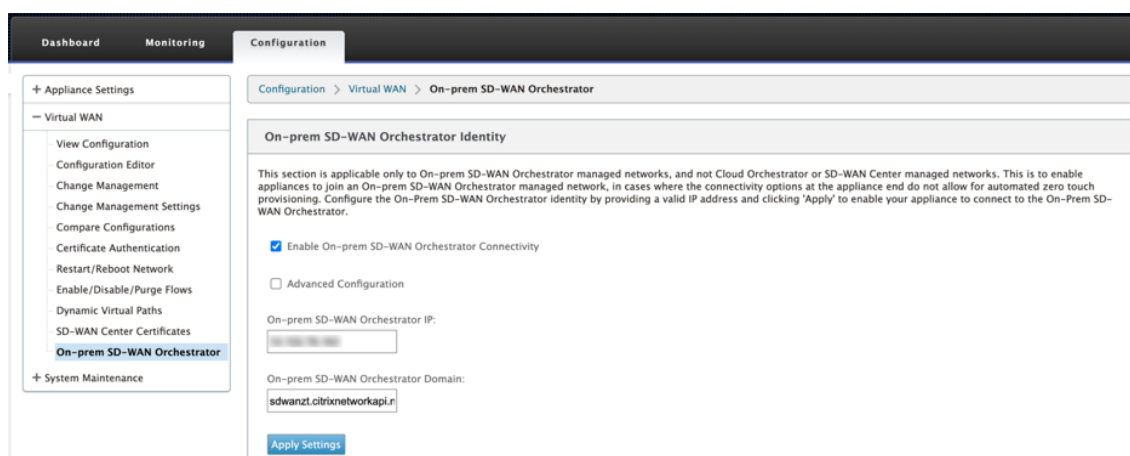 Dashboard
Monitoring
Configuration
+ Appliance Settings
− Virtual WAN
View Configuration
Configuration Editor
Change Management
Change Management Settings
Compare Configurations
Certificate Authentication
Restart/Reboot Network
Enable/Disable/Purge Flows
Dynamic Virtual Paths
SD-WAN Center Certificates
On-prem SD-WAN Orchestrator
+ System Maintenance
Configuration > Virtual WAN > On-prem SD-WAN Orchestrator
On-prem SD-WAN Orchestrator Identity
This section is applicable only to On-prem SD-WAN Orchestrator managed networks, and not Cloud Orchestrator or SD-WAN Center managed networks. This is to enable
appliances to join an On-prem SD-WAN Orchestrator managed network, in cases where the connectivity options at the appliance end do not allow for automated zero touch
provisioning. Configure the On-Prem SD-WAN Orchestrator identity by providing a valid IP address and clicking 'Apply' to enable your appliance to connect to the On-Prem SD-
WAN Orchestrator.
Enable On-prem SD-WAN Orchestrator Connectivity
Advanced Configuration
On-prem SD-WAN Orchestrator IP:
On-prem SD-WAN Orchestrator Domain:
sdwanzt.citrixnetworkapi.r
Apply Settings